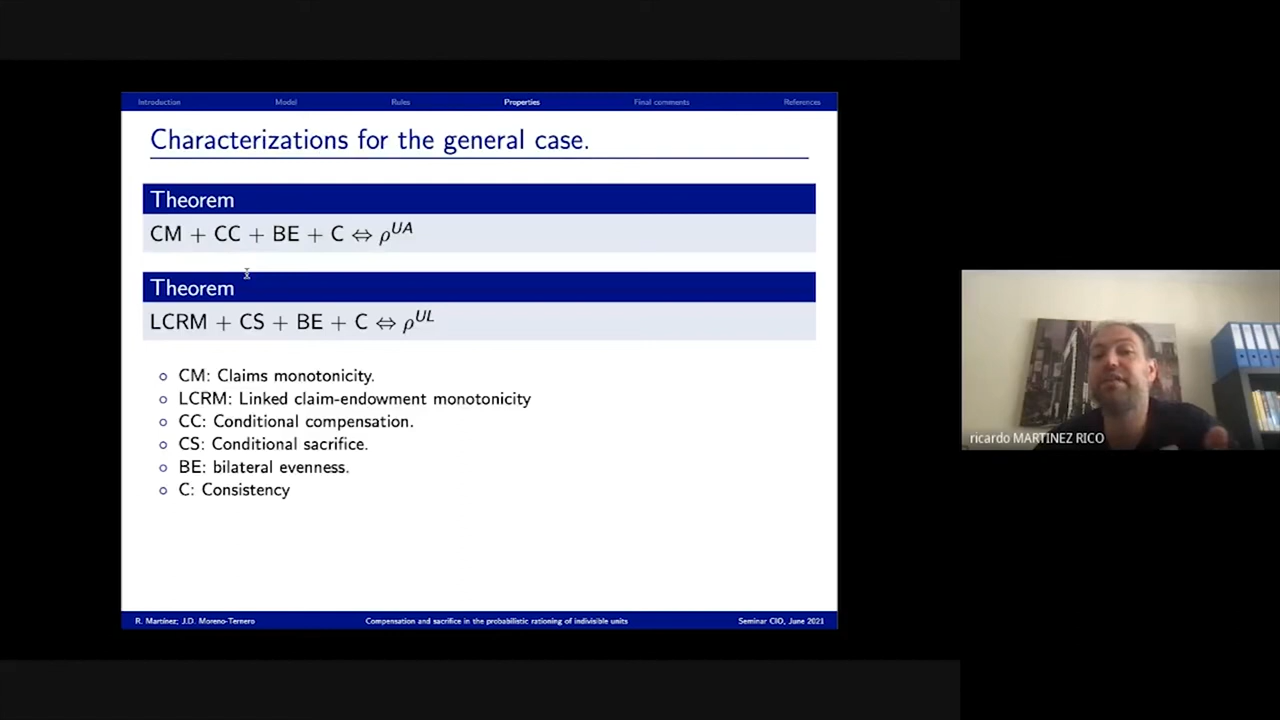 Introduction Model Rules Properties Final comments References
Characterizations for the general case.
Theorem
CM + CC + BE + C ⇔ ρ^UA
Theorem
LCRM + CS + BE + C ⇔ ρ^UL
CM: Claims monotonicity.
LCRM: Linked claim-endowment monotonicity
CC: Conditional compensation.
CS: Conditional sacrifice.
BE: bilateral evenness.
C: Consistency
R. Martínez; J.D. Moreno-Ternero Compensation and sacrifice in the probabilistic rationing of indivisible units Seminar CIO, June 2021
ricardo MARTINEZ RICO